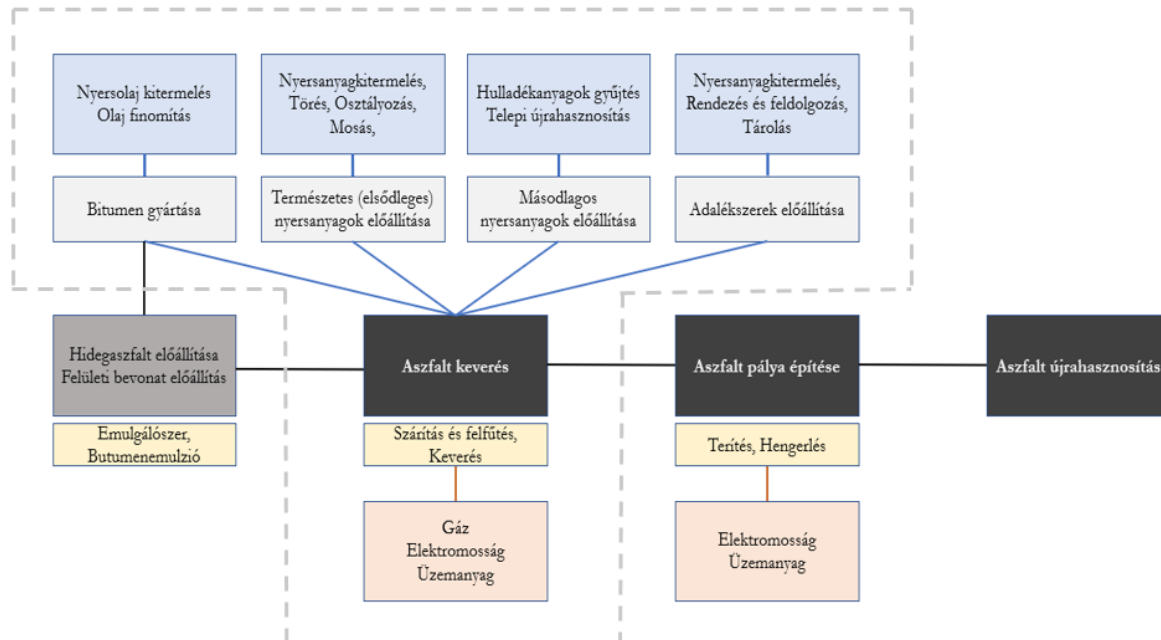 Nyersolaj kitermelés
Olaj finomítás
Nyersanyagkitermelés,
Törés, Osztályozás,
Mosás,
Hulladékanyagok gyűjtés
Telepi újrahasznosítás
Nyersanyagkitermelés,
Rendezés és feldolgozás,
Tárolás
Bitumen gyártása
Természetes (elsődleges)
nyersanyagok előállítása
Másodlagos
nyersanyagok előállítása
Adalékszerek előállítása
Hidegaszfalt előállítása
Felületi bevonat előállítás
Aszfalt keverés
Aszfalt pálya építése
Aszfalt újrahasznosítás
Emulgálószer,
Butumenemulzió
Szárítás és felfűtés,
Keverés
Terítés, Hengerlés
Gáz
Elektromosság
Üzemanyag
Elektromosság
Üzemanyag